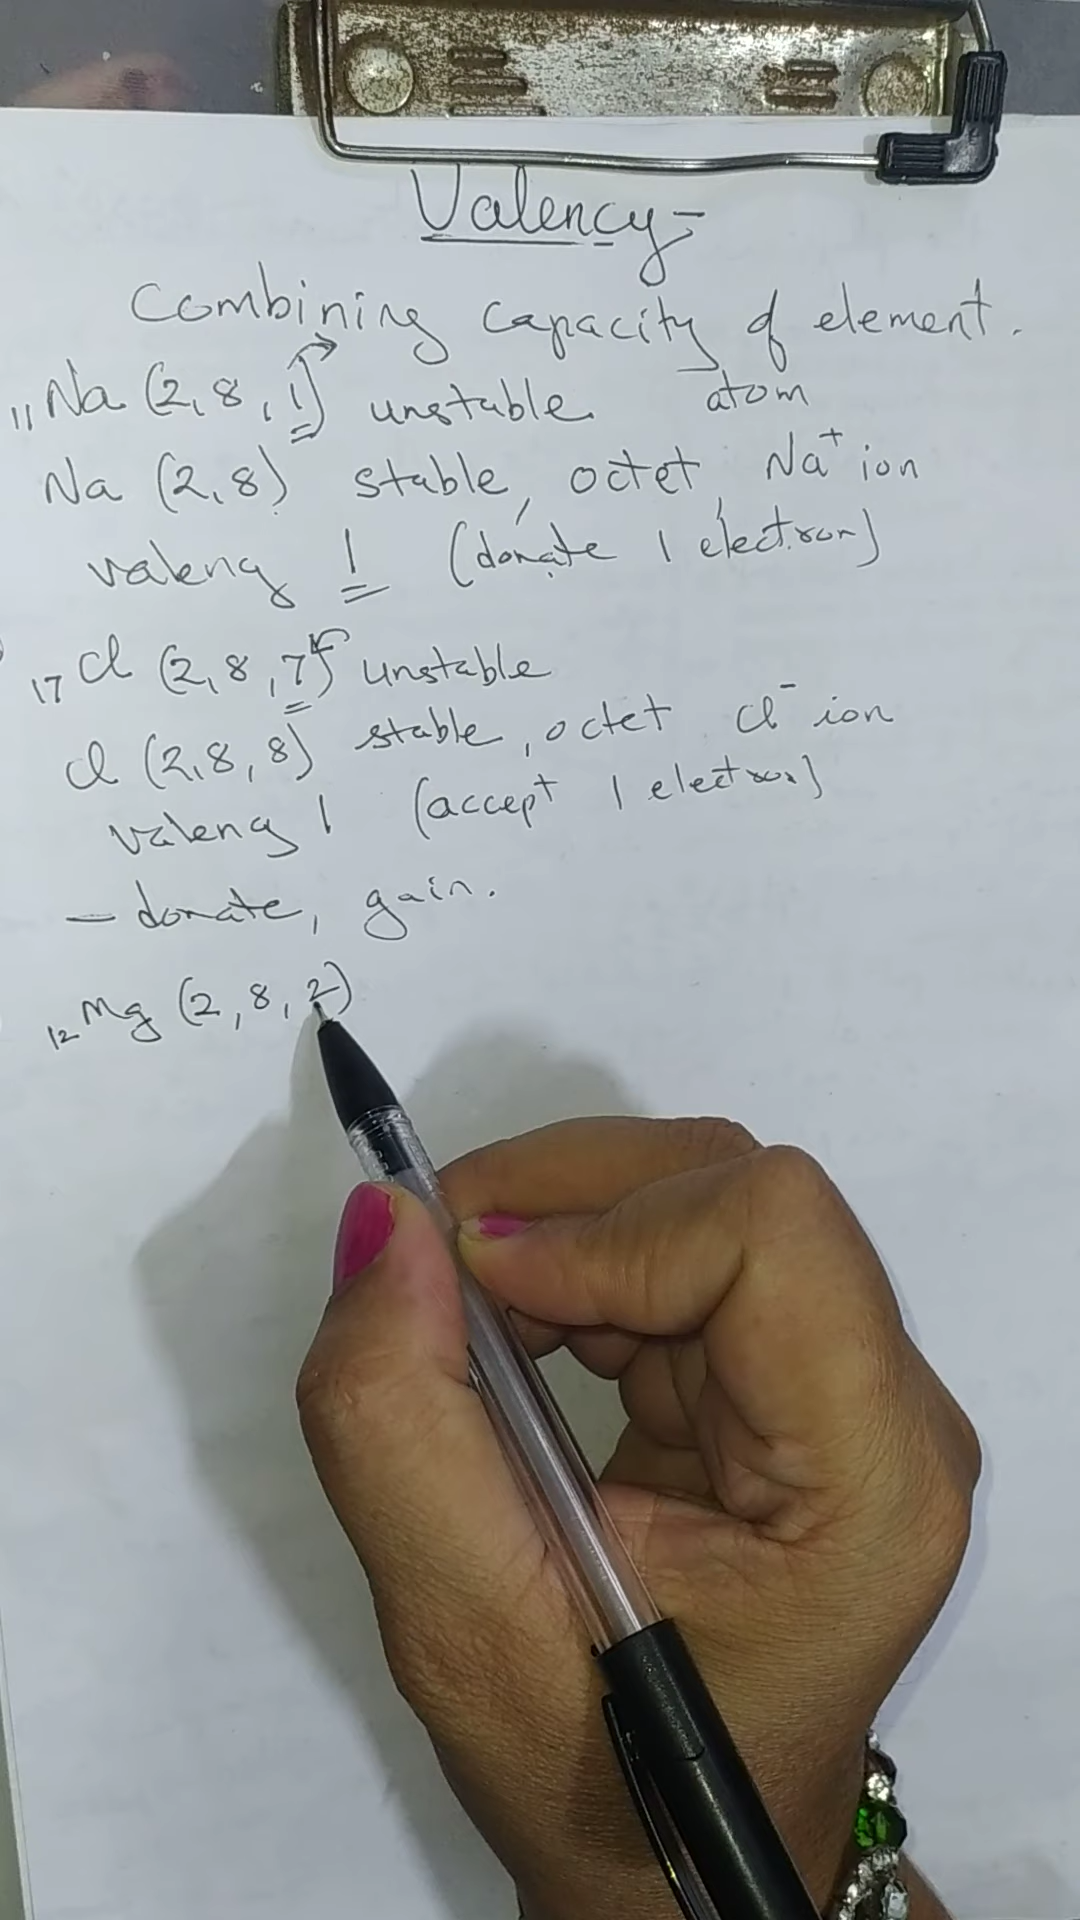 Valency-
Combining capacity of element.
11Na (2, 8, 1) unstable atom
Na (2, 8) stable, octet, Na+ ion
valency 1 (donate 1 electron)
17Cl (2, 8, 7) unstable
Cl (2, 8, 8) stable, octet Cl- ion
valency 1 (accept 1 electron)
- donate, gain.
12Mg (2, 8, 2)